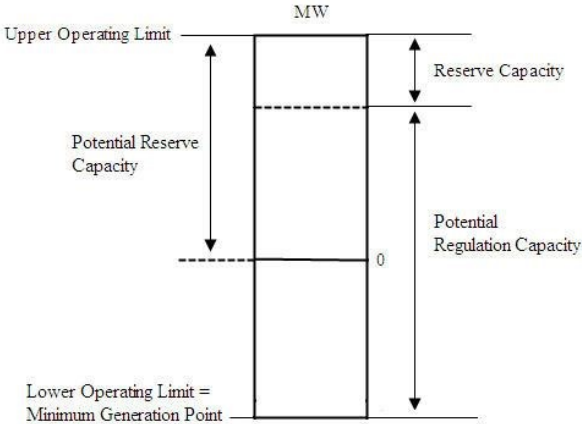 MW
Upper Operating Limit
Reserve Capacity
Potential Reserve
Capacity
Potential
Regulation Capacity
0
Lower Operating Limit =
Minimum Generation Point